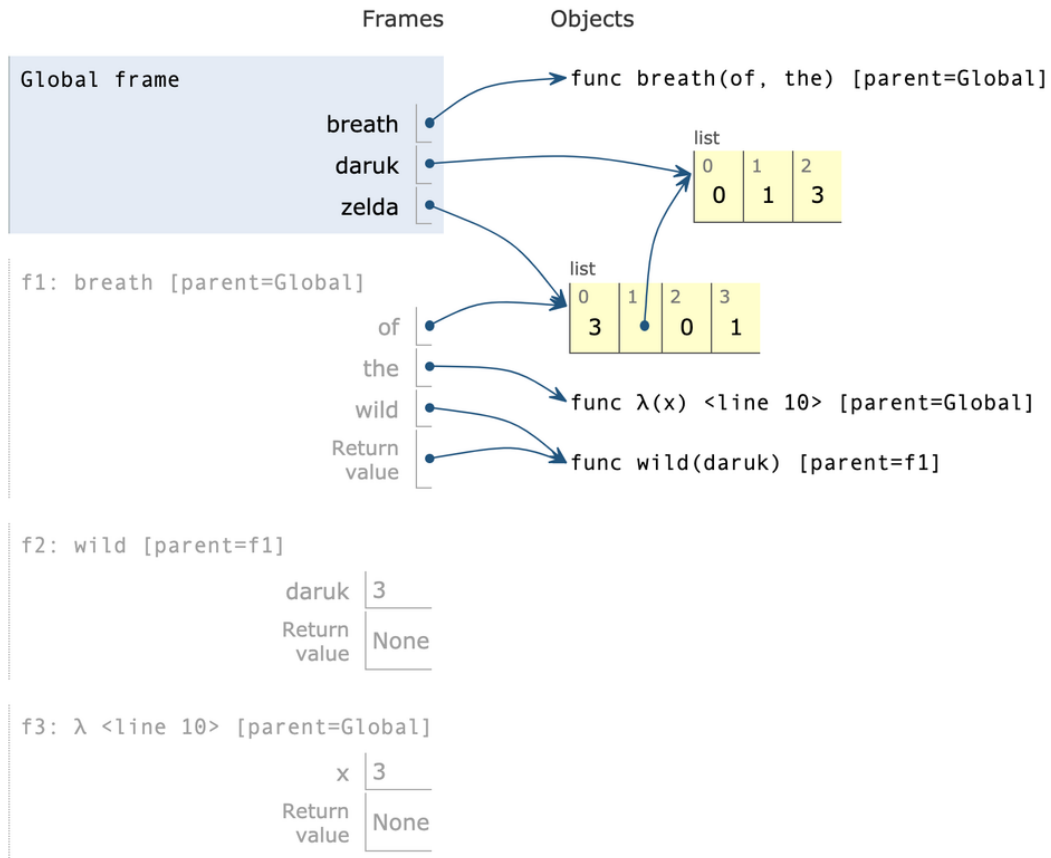 Frames Objects
Global frame
func breath(of, the) [parent=Global]
breath
list
daruk
0 1 2
0 1 3
zelda
list
f1: breath [parent=Global]
0 1 2 3
of
3 0 1
the
func λ(x) <line 10> [parent=Global]
wild
Return
value
func wild(daruk) [parent=f1]
f2: wild [parent=f1]
daruk 3
Return
value
None
f3: λ <line 10> [parent=Global]
x 3
Return
value
None